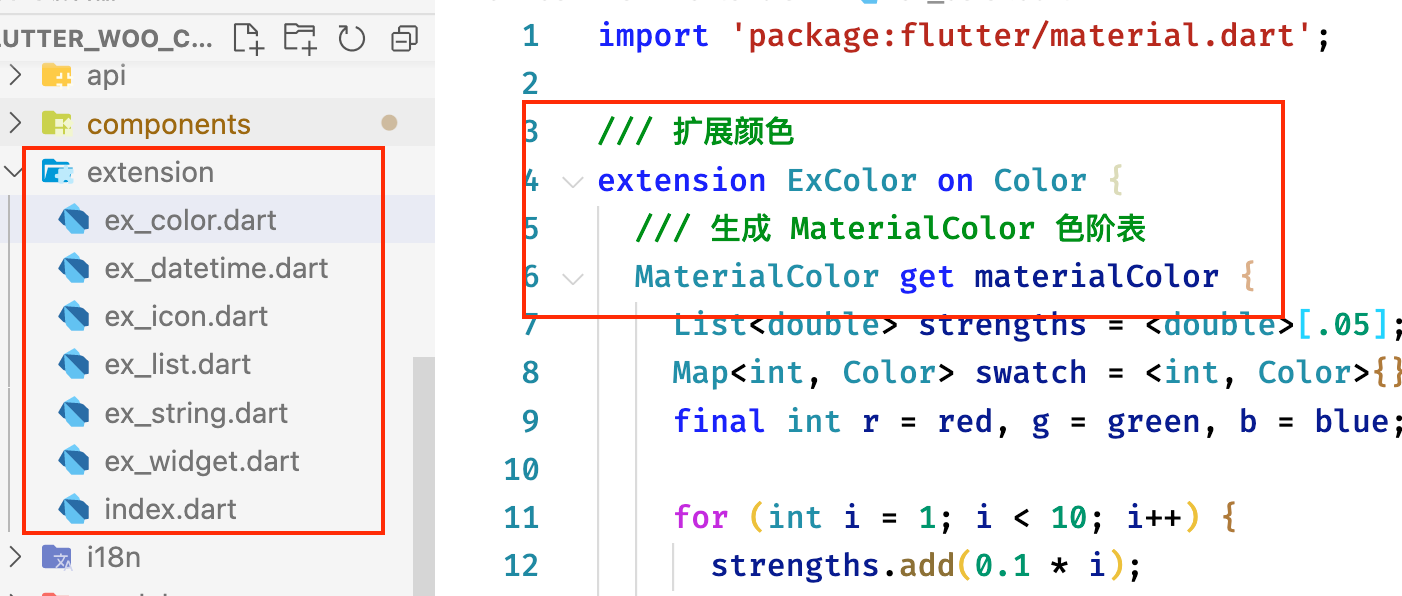 UTTER_WOO_C...
api
components
extension
ex_color.dart
ex_datetime.dart
ex_icon.dart
ex_list.dart
ex_string.dart
ex_widget.dart
index.dart
i18n
1 import 'package:flutter/material.dart';
2
3 /// 扩展颜色
4 extension ExColor on Color {
5 /// 生成 MaterialColor 色阶表
6 MaterialColor get materialColor {
7 List<double> strengths = <double>[.05];
8 Map<int, Color> swatch = <int, Color>{}
9 final int r = red, g = green, b = blue;
10
11 for (int i = 1; i < 10; i++) {
12 strengths.add(0.1 * i);